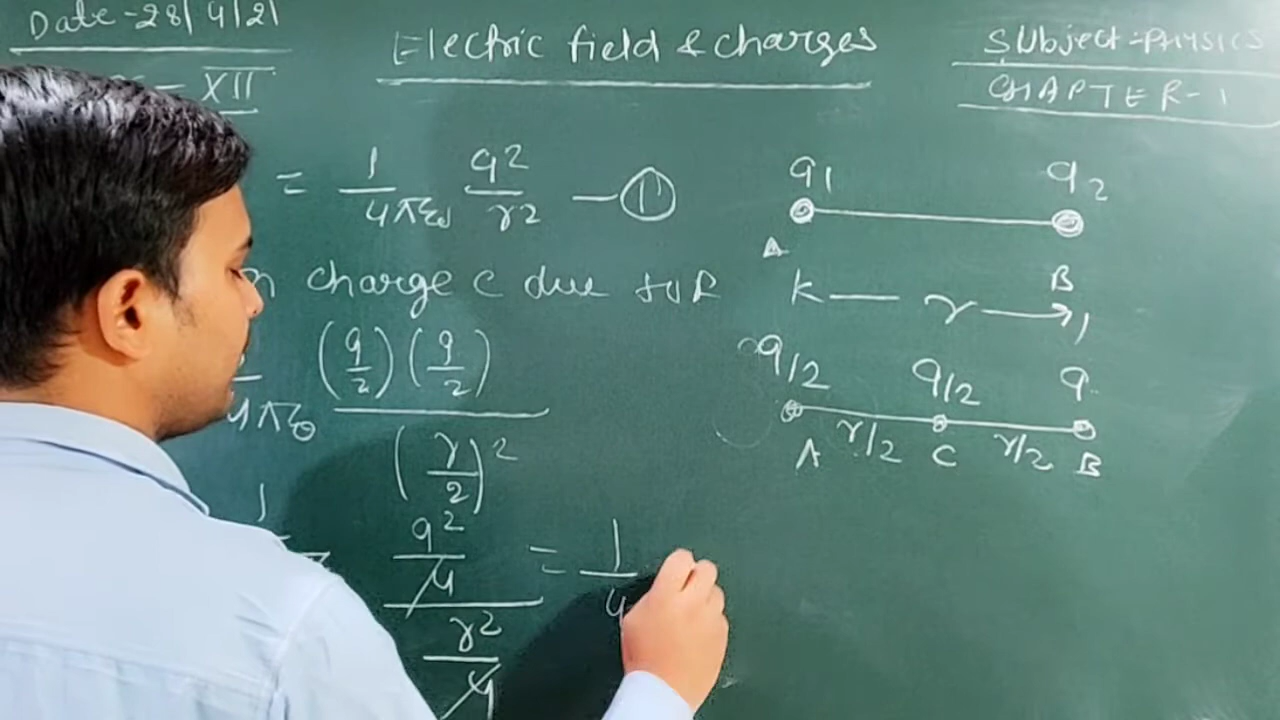 Date-28/4/21
Electric field & charges
Subject-PHYSICS
= XII
CHAPTER-1
= 1/4πε0 q2/r2 — 11
charge C due to
(q/2)(q/2)
4πε0
(r/2)2
1
q2/4
r2/4
= 1/4
q1 q2
A B
k — r →
q/2 q/2 q
A r/2 C r/2 B